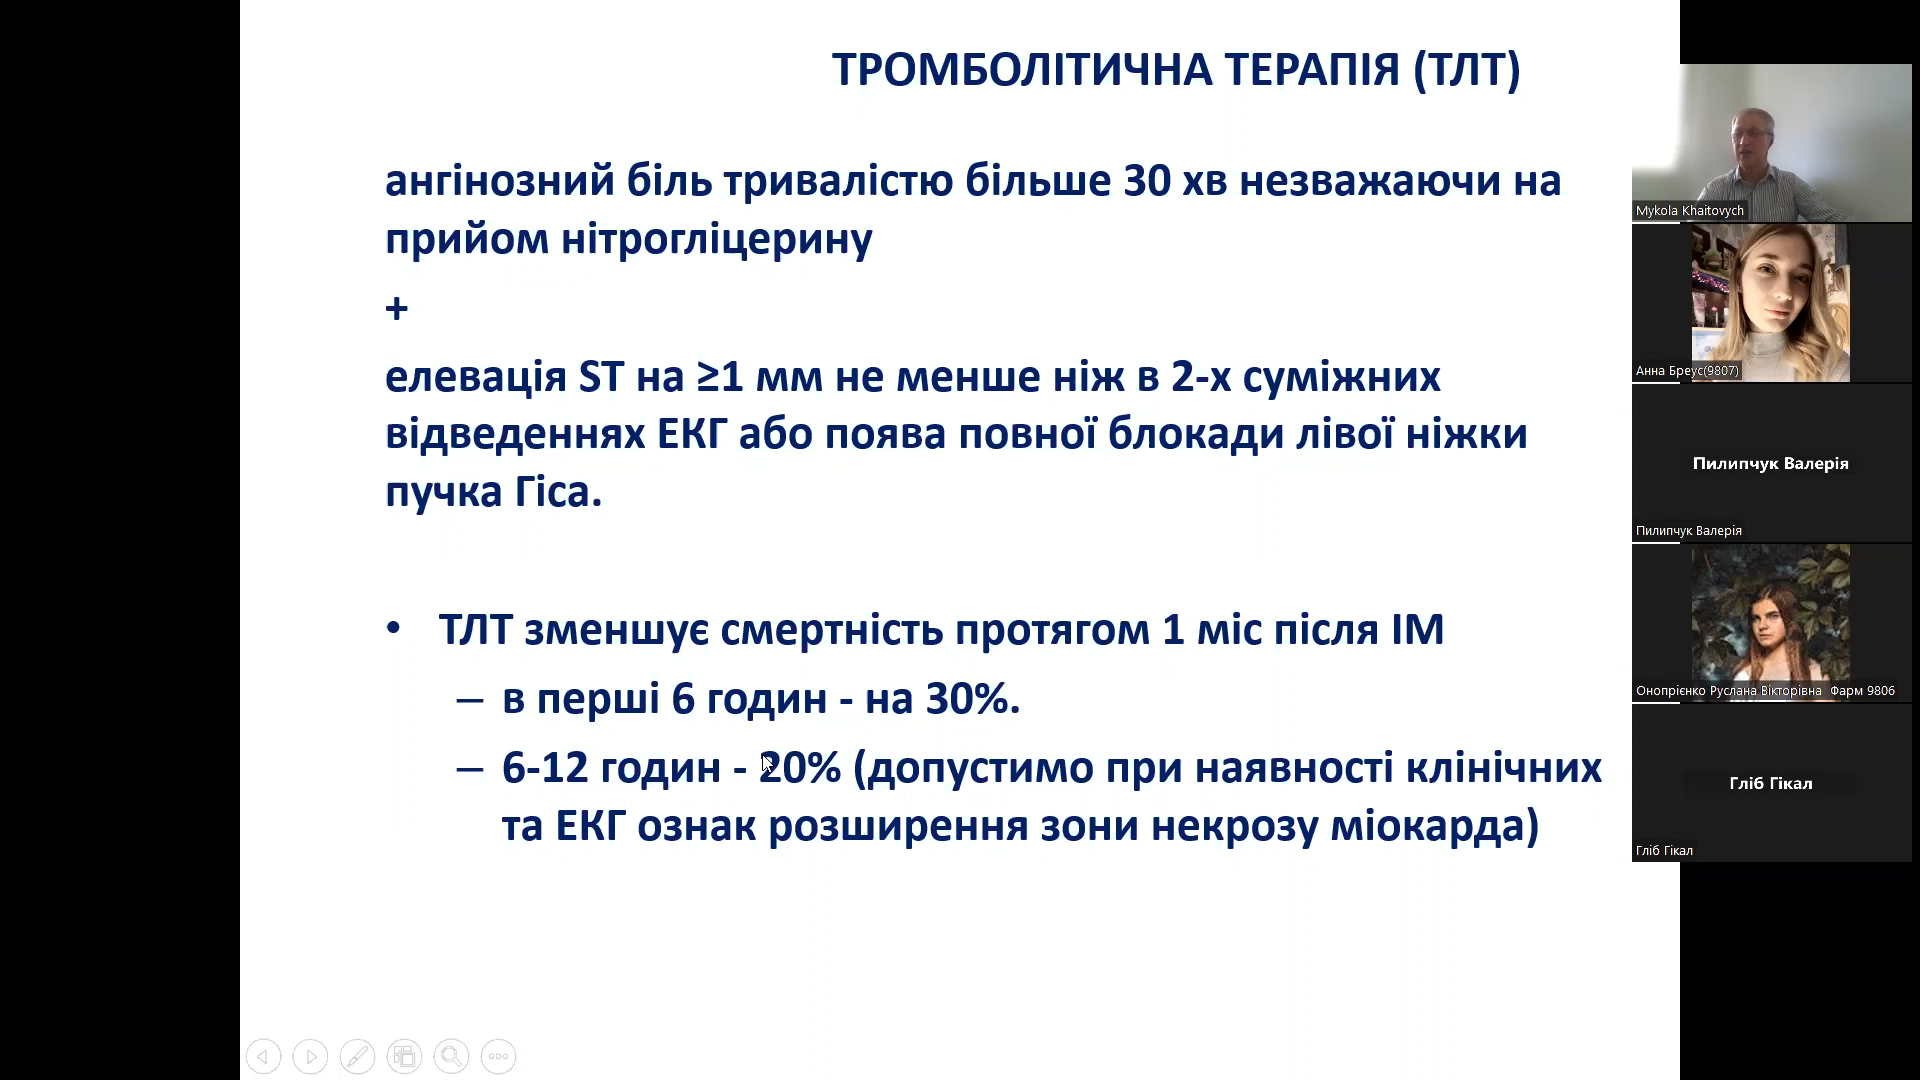 ТРОМБОЛІТИЧНА ТЕРАПІЯ (ТЛТ)
ангінозний біль тривалістю більше 30 хв незважаючи на
прийом нітрогліцерину
+
елевація ST на ≥1 мм не менше ніж в 2-х суміжних
відведеннях ЕКГ або поява повної блокади лівої ніжки
пучка Гіса.
• ТЛТ зменшує смертність протягом 1 міс після ІМ
– в перші 6 годин - на 30%.
– 6-12 годин - 20% (допустимо при наявності клінічних
та ЕКГ ознак розширення зони некрозу міокарда)
Mykola Khaitovych
Анна Бреус(9807)
Пилипчук Валерія
Пилипчук Валерія
Онопрієнко Руслана Вікторівна Фарм 9806
Гліб Гікал
Гліб Гікал